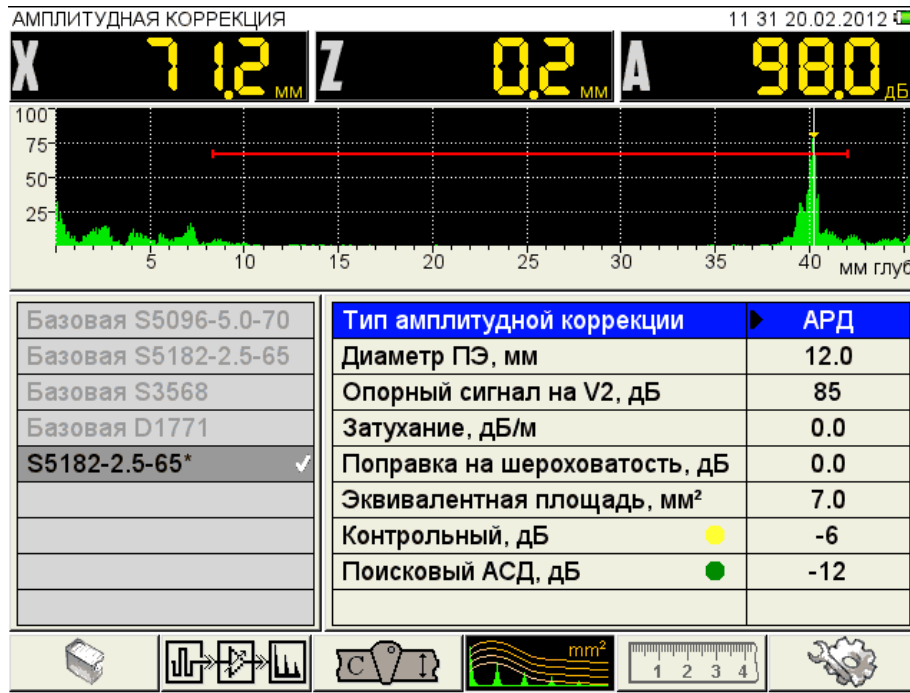 АМПЛИТУДНАЯ КОРРЕКЦИЯ 11 31 20.02.2012
X 71,2 мм Z 0,2 мм A 98,0 дБ
100
75
50
25
5 10 15 20 25 30 35 40 мм глуб
Базовая S5096-5.0-70
Базовая S5182-2.5-65
Базовая S3568
Базовая D1771
S5182-2.5-65*
Тип амплитудной коррекции АРД
Диаметр ПЭ, мм 12.0
Опорный сигнал на V2, дБ 85
Затухание, дБ/м 0.0
Поправка на шероховатость, дБ 0.0
Эквивалентная площадь, мм² 7.0
Контрольный, дБ -6
Поисковый АСД, дБ -12
C
mm²
1 2 3 4